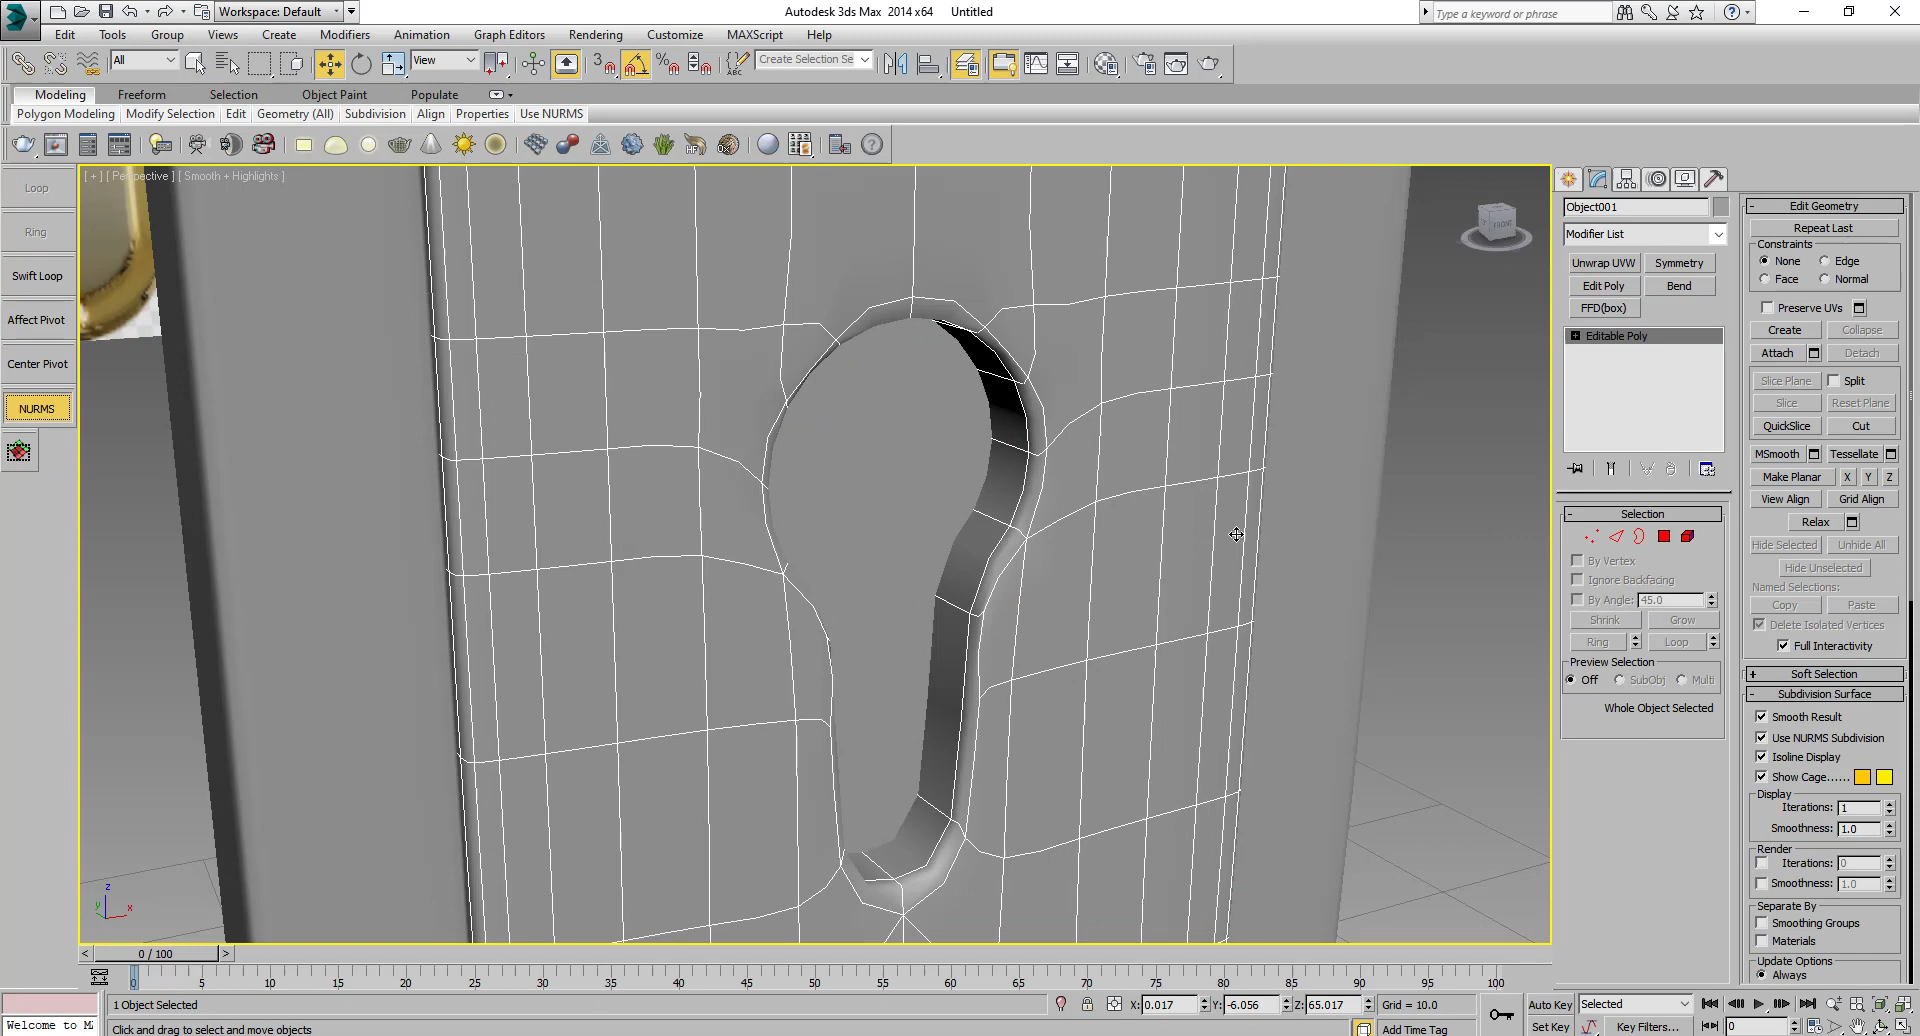 Workspace: Default
Autodesk 3ds Max 2014 x64 Untitled
Type a keyword or phrase
Edit Tools Group Views Create Modifiers Animation Graph Editors Rendering Customize MAXScript Help
All View Create Selection Se
Modeling Freeform Selection Object Paint Populate
Polygon Modeling Modify Selection Edit Geometry (All) Subdivision Align Properties Use NURMS
Loop
Ring
Swift Loop
Affect Pivot
Center Pivot
NURMS
[ + ] [ Perspective ] [ Smooth + Highlights ]
FRONT
z
y
x
Object001
Modifier List
Unwrap UVW Symmetry
Edit Poly Bend
FFD(box)
Editable Poly
Selection
By Vertex
Ignore Backfacing
By Angle: 45.0
Shrink Grow
Ring Loop
Preview Selection
Off SubObj Multi
Whole Object Selected
Edit Geometry
Repeat Last
Constraints
None Edge
Face Normal
Preserve UVs
Create Collapse
Attach Detach
Slice Plane Split
Slice Reset Plane
QuickSlice Cut
MSmooth Tessellate
Make Planar X Y Z
View Align Grid Align
Relax
Hide Selected Unhide All
Hide Unselected
Named Selections:
Copy Paste
Delete Isolated Vertices
Full Interactivity
Soft Selection
Subdivision Surface
Smooth Result
Use NURMS Subdivision
Isoline Display
Show Cage......
Display
Iterations: 1
Smoothness: 1.0
Render
Iterations: 0
Smoothness: 1.0
Separate By
Smoothing Groups
Materials
Update Options
Always
< 0 / 100 >
0 5 10 15 20 25 30 35 40 45 50 55 60 65 70 75 80 85 90 95 100
1 Object Selected X: 0.017 Y: -6.056 Z: 65.017 Grid = 10.0 Auto Key Selected
Welcome to M Click and drag to select and move objects Add Time Tag Set Key Key Filters... 0